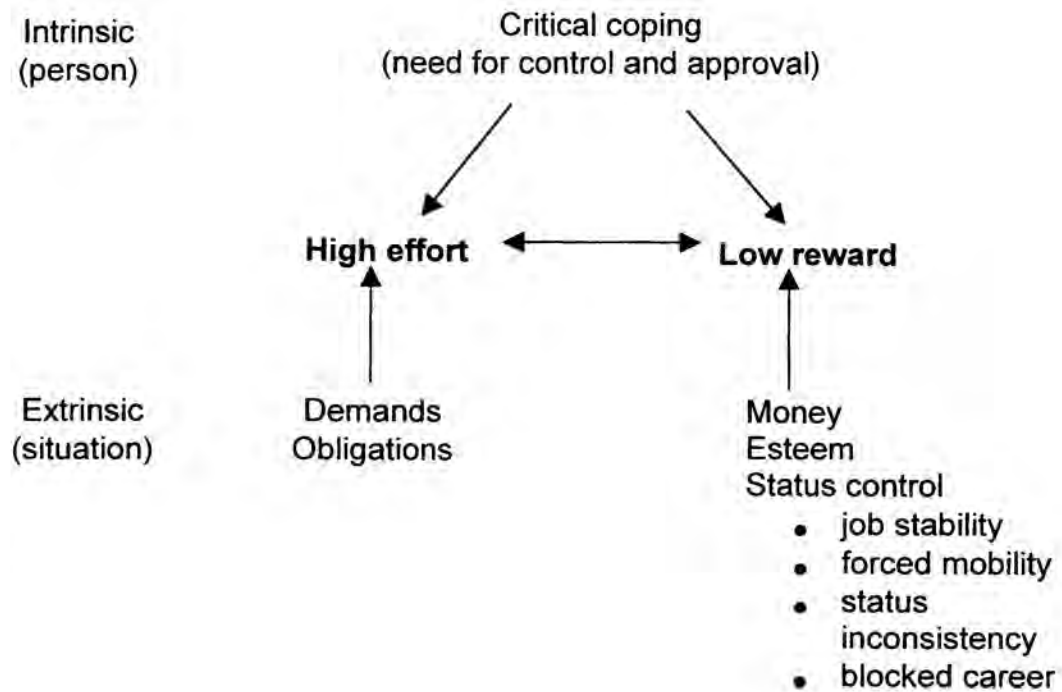 Intrinsic
(person)
Critical coping
(need for control and approval)
High effort
Low reward
Extrinsic
(situation)
Demands
Obligations
Money
Esteem
Status control
• job stability
• forced mobility
• status
inconsistency
• blocked career